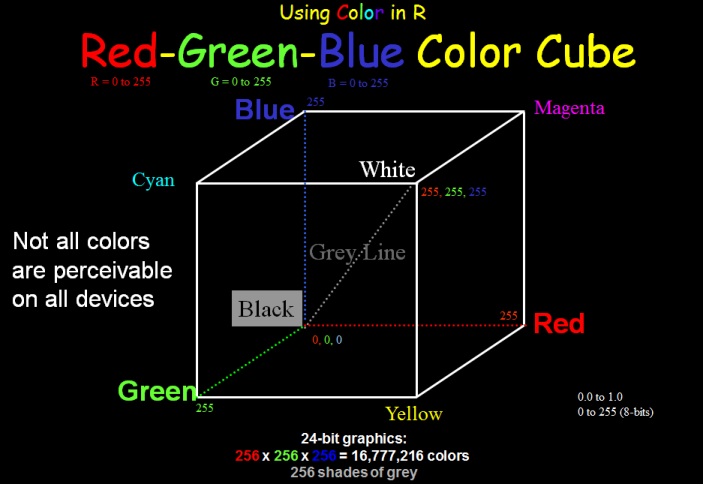 Using Color in R
Red-Green-Blue Color Cube
R = 0 to 255
G = 0 to 255
B = 0 to 255
Blue
255
Magenta
Cyan
White
255, 255, 255
Not all colors
are perceivable
on all devices
Grey Line
Black
255
Red
0, 0, 0
Green
255
Yellow
0.0 to 1.0
0 to 255 (8-bits)
24-bit graphics:
256 x 256 x 256 = 16,777,216 colors
256 shades of grey